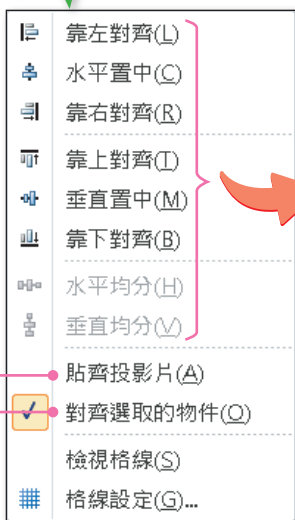 靠左對齊(L)
水平置中(C)
靠右對齊(R)
靠上對齊(T)
垂直置中(M)
靠下對齊(B)
水平均分(H)
垂直均分(V)
貼齊投影片(A)
對齊選取的物件(O)
檢視格線(S)
格線設定(G)...